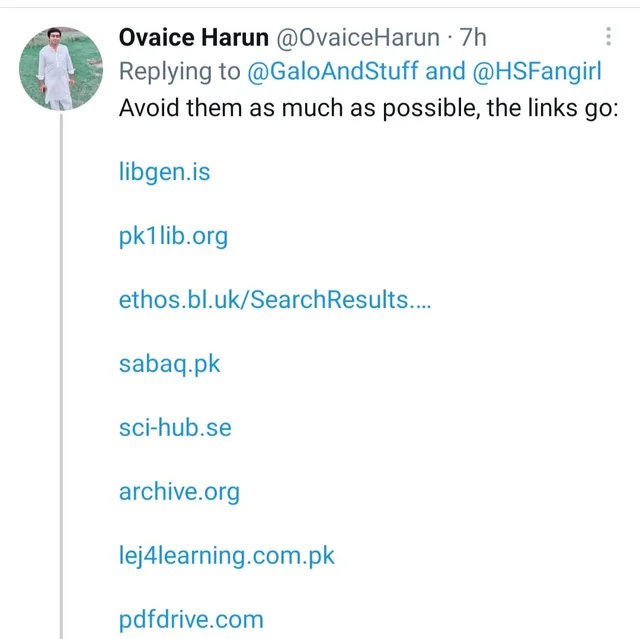 Ovaice Harun @OvaiceHarun · 7h
Replying to @GaloAndStuff and @HSFangirl
Avoid them as much as possible, the links go:
libgen.is
pk1lib.org
ethos.bl.uk/SearchResults....
sabaq.pk
sci-hub.se
archive.org
lej4learning.com.pk
pdfdrive.com